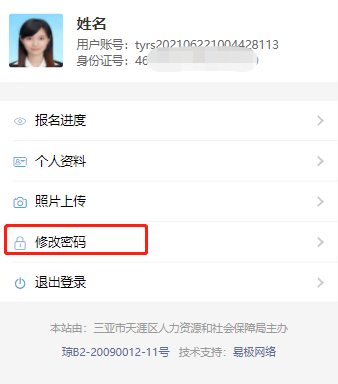 姓名
用户账号：tyrs202106221004428113
身份证号：46
报名进度
个人资料
照片上传
修改密码
退出登录
本站由：三亚市天涯区人力资源和社会保障局主办
琼B2-20090012-11号 技术支持：易极网络